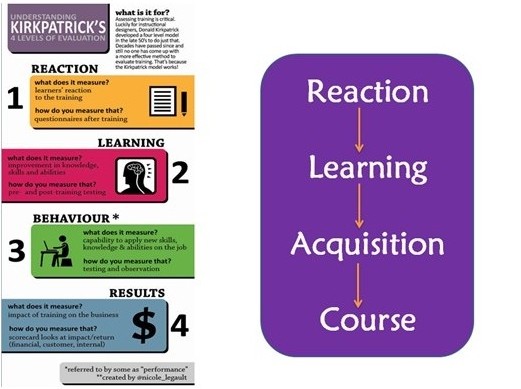 UNDERSTANDING
KIRKPATRICK'S
4 LEVELS OF EVALUATION
what is it for?
Assessing training is critical.
Luckily for instructional
designers, Donald Kirkpatrick
developed a four level model
in the late 50's to do just that.
Decades have passed since and
still no one has come up with
a more effective method to
evaluate training. That's because
the Kirkpatrick model works!
REACTION
1
what does it measure?
learners' reaction
to the training
how do you measure that?
questionnaires after training
LEARNING
what does it measure?
improvement in knowledge,
skills and abilities
how do you measure that?
pre- and post-training testing
2
BEHAVIOUR *
3
what does it measure?
capability to apply new skills,
knowledge & abilities on the job
how do you measure that?
testing and observation
RESULTS
what does it measure?
impact of training on the business
how do you measure that?
scorecard looks at impact/return
(financial, customer, internal)
$
4
*referred to by some as "performance"
**created by @nicole_legault
Reaction
Learning
Acquisition
Course